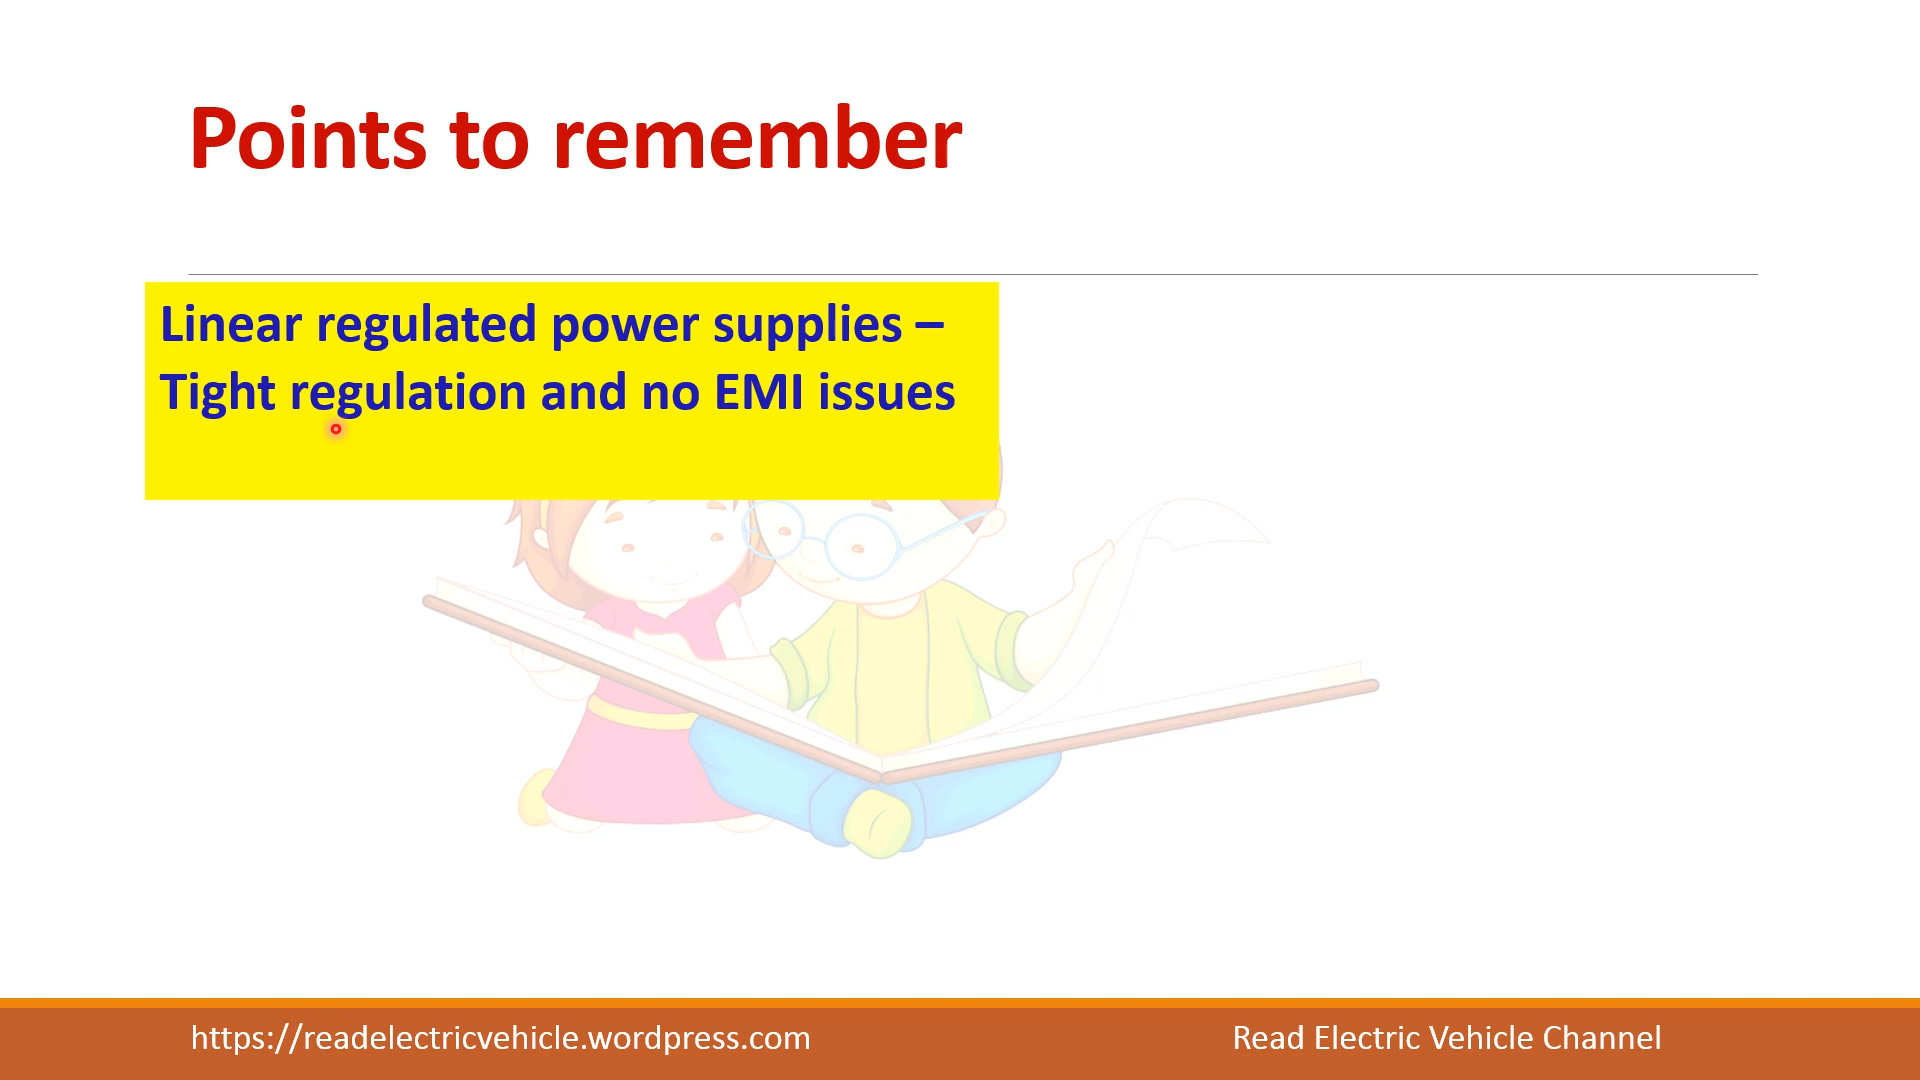 Points to remember
Linear regulated power supplies –
Tight regulation and no EMI issues
https://readelectricvehicle.wordpress.com
Read Electric Vehicle Channel